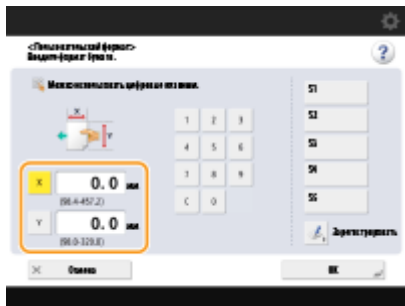 <Пользовательский формат>
Введите формат бумаги.
?
Можно использовать цифровые клавиши.
X
Y
1 2 3
4 5 6
7 8 9
C 0
X 0. 0 мм
(98.4-457.2)
Y 0. 0 мм
(98.0-320.0)
S1
S2
S3
S4
S5
Зарегистрировать
× Отмена
OK